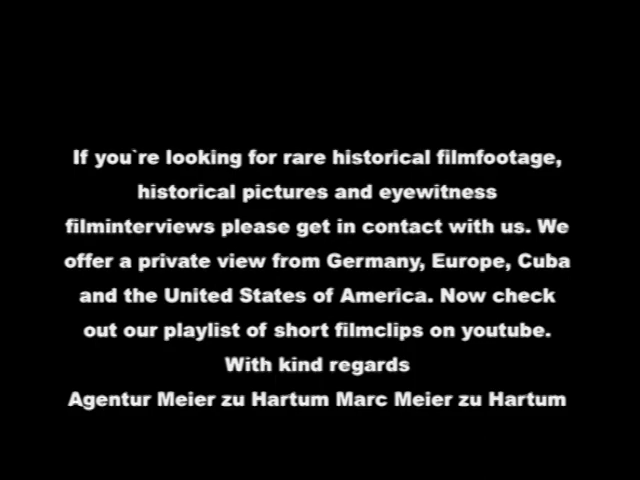 If you`re looking for rare historical filmfootage,
historical pictures and eyewitness
filminterviews please get in contact with us. We
offer a private view from Germany, Europe, Cuba
and the United States of America. Now check
out our playlist of short filmclips on youtube.
With kind regards
Agentur Meier zu Hartum Marc Meier zu Hartum